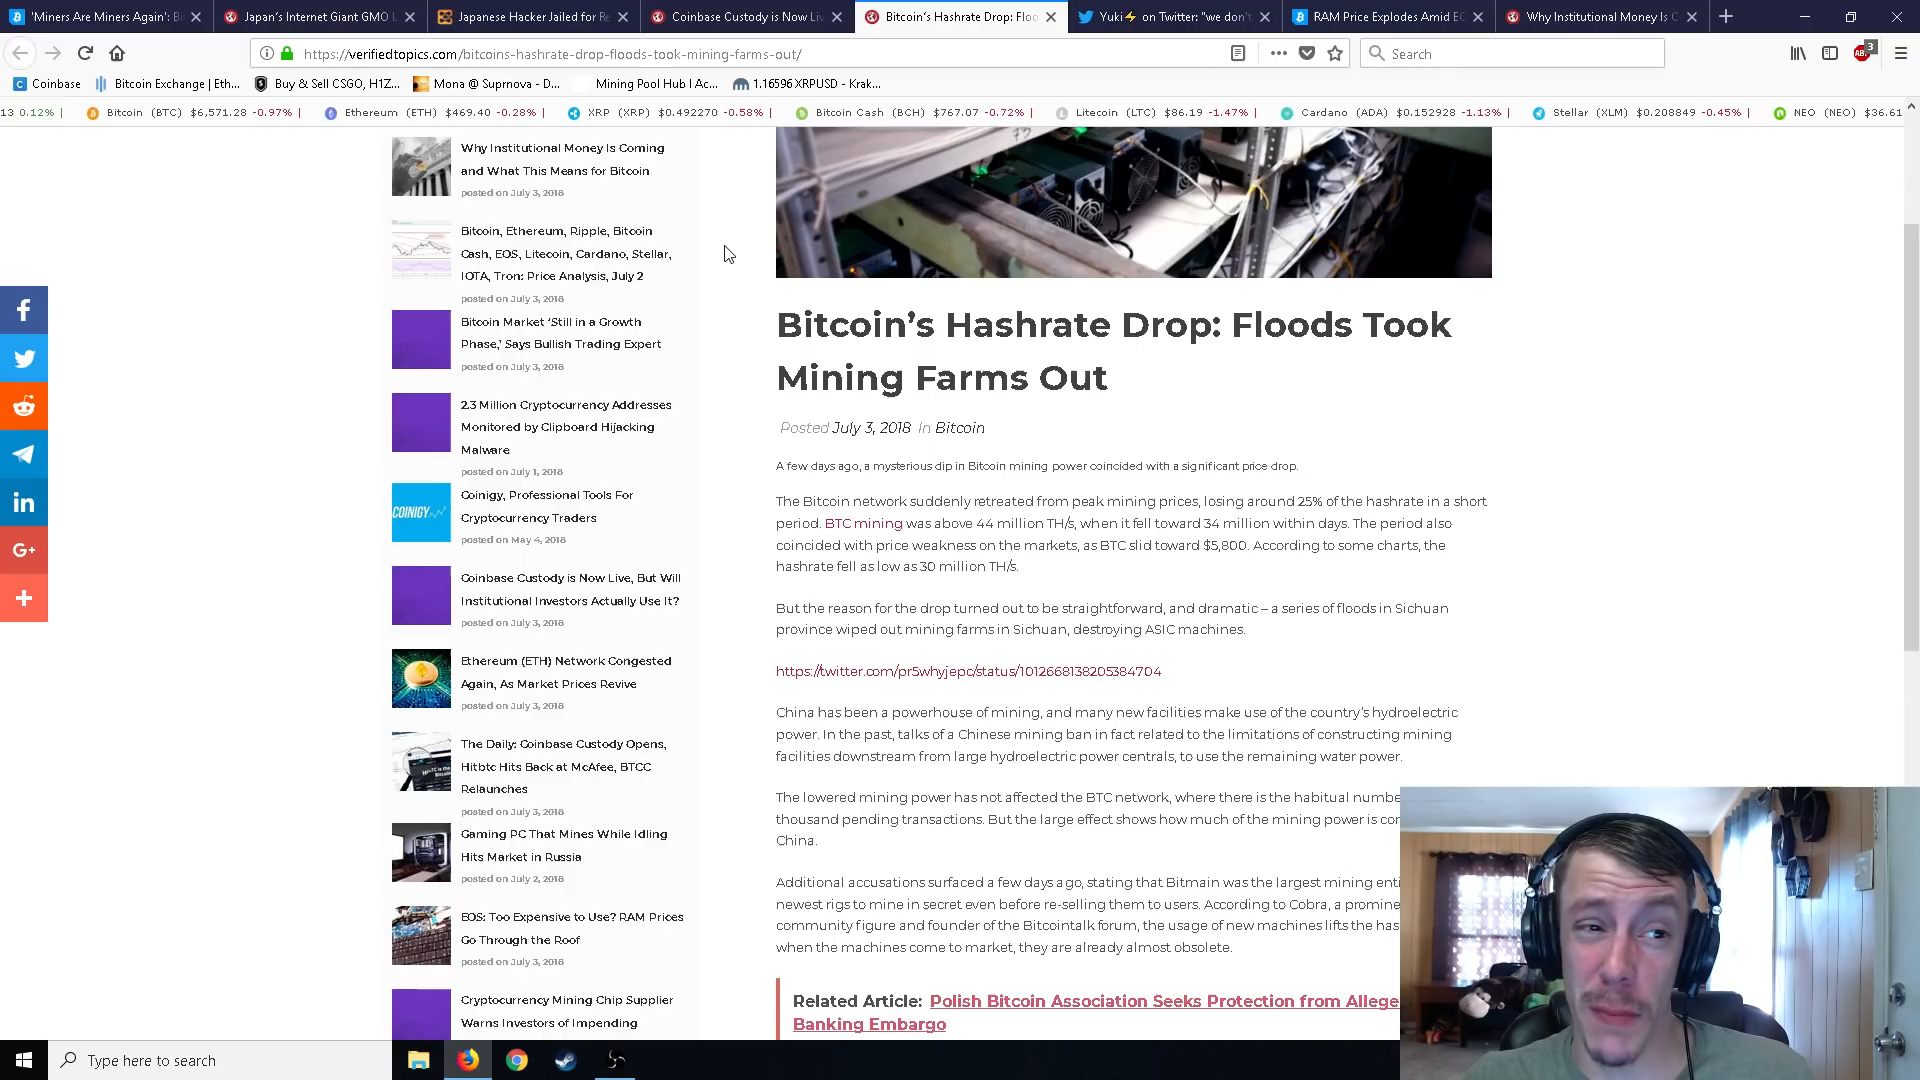 'Miners Are Miners Again': B
Japan's Internet Giant GMO L
Japanese Hacker Jailed for Re
Coinbase Custody is Now Liv
Bitcoin's Hashrate Drop: Floo
Yuki⚡ on Twitter: "we don't
RAM Price Explodes Amid EO
Why Institutional Money Is C
https://verifiedtopics.com/bitcoins-hashrate-drop-floods-took-mining-farms-out/
Search
3
Coinbase
Bitcoin Exchange | Eth...
Buy & Sell CSGO, H1Z...
Mona @ Suprnova - D...
Mining Pool Hub | Ac...
1.16596 XRPUSD - Krak...
13 0.12% |
Bitcoin (BTC) $6,571.28 -0.97% |
Ethereum (ETH) $469.40 -0.28% |
XRP (XRP) $0.492270 -0.58% |
Bitcoin Cash (BCH) $767.07 -0.72% |
Litecoin (LTC) $86.19 -1.47% |
Cardano (ADA) $0.152928 -1.13% |
Stellar (XLM) $0.208849 -0.45% |
NEO (NEO) $36.61
Why Institutional Money Is Coming
and What This Means for Bitcoin
posted on July 3, 2018
Bitcoin, Ethereum, Ripple, Bitcoin
Cash, EOS, Litecoin, Cardano, Stellar,
IOTA, Tron: Price Analysis, July 2
posted on July 3, 2018
Bitcoin Market 'Still in a Growth
Phase,' Says Bullish Trading Expert
posted on July 3, 2018
2.3 Million Cryptocurrency Addresses
Monitored by Clipboard Hijacking
Malware
posted on July 1, 2018
COINIGY
Coinigy, Professional Tools For
Cryptocurrency Traders
posted on May 4, 2018
Coinbase Custody is Now Live, But Will
Institutional Investors Actually Use It?
posted on July 3, 2018
Ethereum (ETH) Network Congested
Again, As Market Prices Revive
posted on July 3, 2018
The Daily: Coinbase Custody Opens,
Hitbtc Hits Back at McAfee, BTCC
Relaunches
posted on July 3, 2018
Gaming PC That Mines While Idling
Hits Market in Russia
posted on July 2, 2018
EOS: Too Expensive to Use? RAM Prices
Go Through the Roof
posted on July 3, 2018
Cryptocurrency Mining Chip Supplier
Warns Investors of Impending
Bitcoin's Hashrate Drop: Floods Took
Mining Farms Out
Posted July 3, 2018 In Bitcoin
A few days ago, a mysterious dip in Bitcoin mining power coincided with a significant price drop.
The Bitcoin network suddenly retreated from peak mining prices, losing around 25% of the hashrate in a short
period. BTC mining was above 44 million TH/s, when it fell toward 34 million within days. The period also
coincided with price weakness on the markets, as BTC slid toward $5,800. According to some charts, the
hashrate fell as low as 30 million TH/s.
But the reason for the drop turned out to be straightforward, and dramatic – a series of floods in Sichuan
province wiped out mining farms in Sichuan, destroying ASIC machines.
https://twitter.com/pr5whyjepc/status/1012668138205384704
China has been a powerhouse of mining, and many new facilities make use of the country's hydroelectric
power. In the past, talks of a Chinese mining ban in fact related to the limitations of constructing mining
facilities downstream from large hydroelectric power centrals, to use the remaining water power.
The lowered mining power has not affected the BTC network, where there is the habitual numbe
thousand pending transactions. But the large effect shows how much of the mining power is cor
China.
Additional accusations surfaced a few days ago, stating that Bitmain was the largest mining enti
newest rigs to mine in secret even before re-selling them to users. According to Cobra, a promine
community figure and founder of the Bitcointalk forum, the usage of new machines lifts the has
when the machines come to market, they are already almost obsolete.
Related Article: Polish Bitcoin Association Seeks Protection from Allege
Banking Embargo
Type here to search